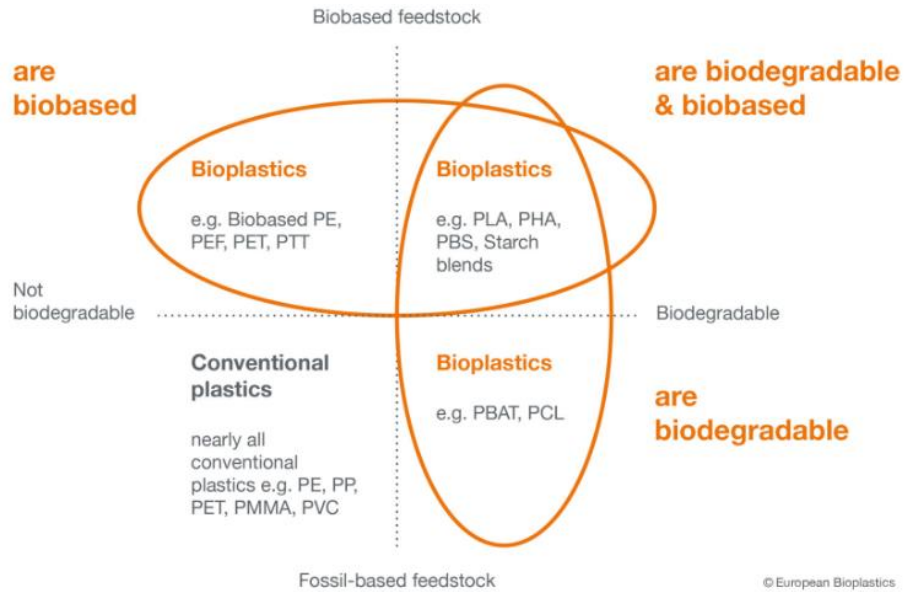 Biobased feedstock
are
biobased
are biodegradable
& biobased
Bioplastics
e.g. Biobased PE,
PEF, PET, PTT
Bioplastics
e.g. PLA, PHA,
PBS, Starch
blends
Not
biodegradable
Biodegradable
Conventional
plastics
nearly all
conventional
plastics e.g. PE, PP,
PET, PMMA, PVC
Bioplastics
e.g. PBAT, PCL
are
biodegradable
Fossil-based feedstock
© European Bioplastics